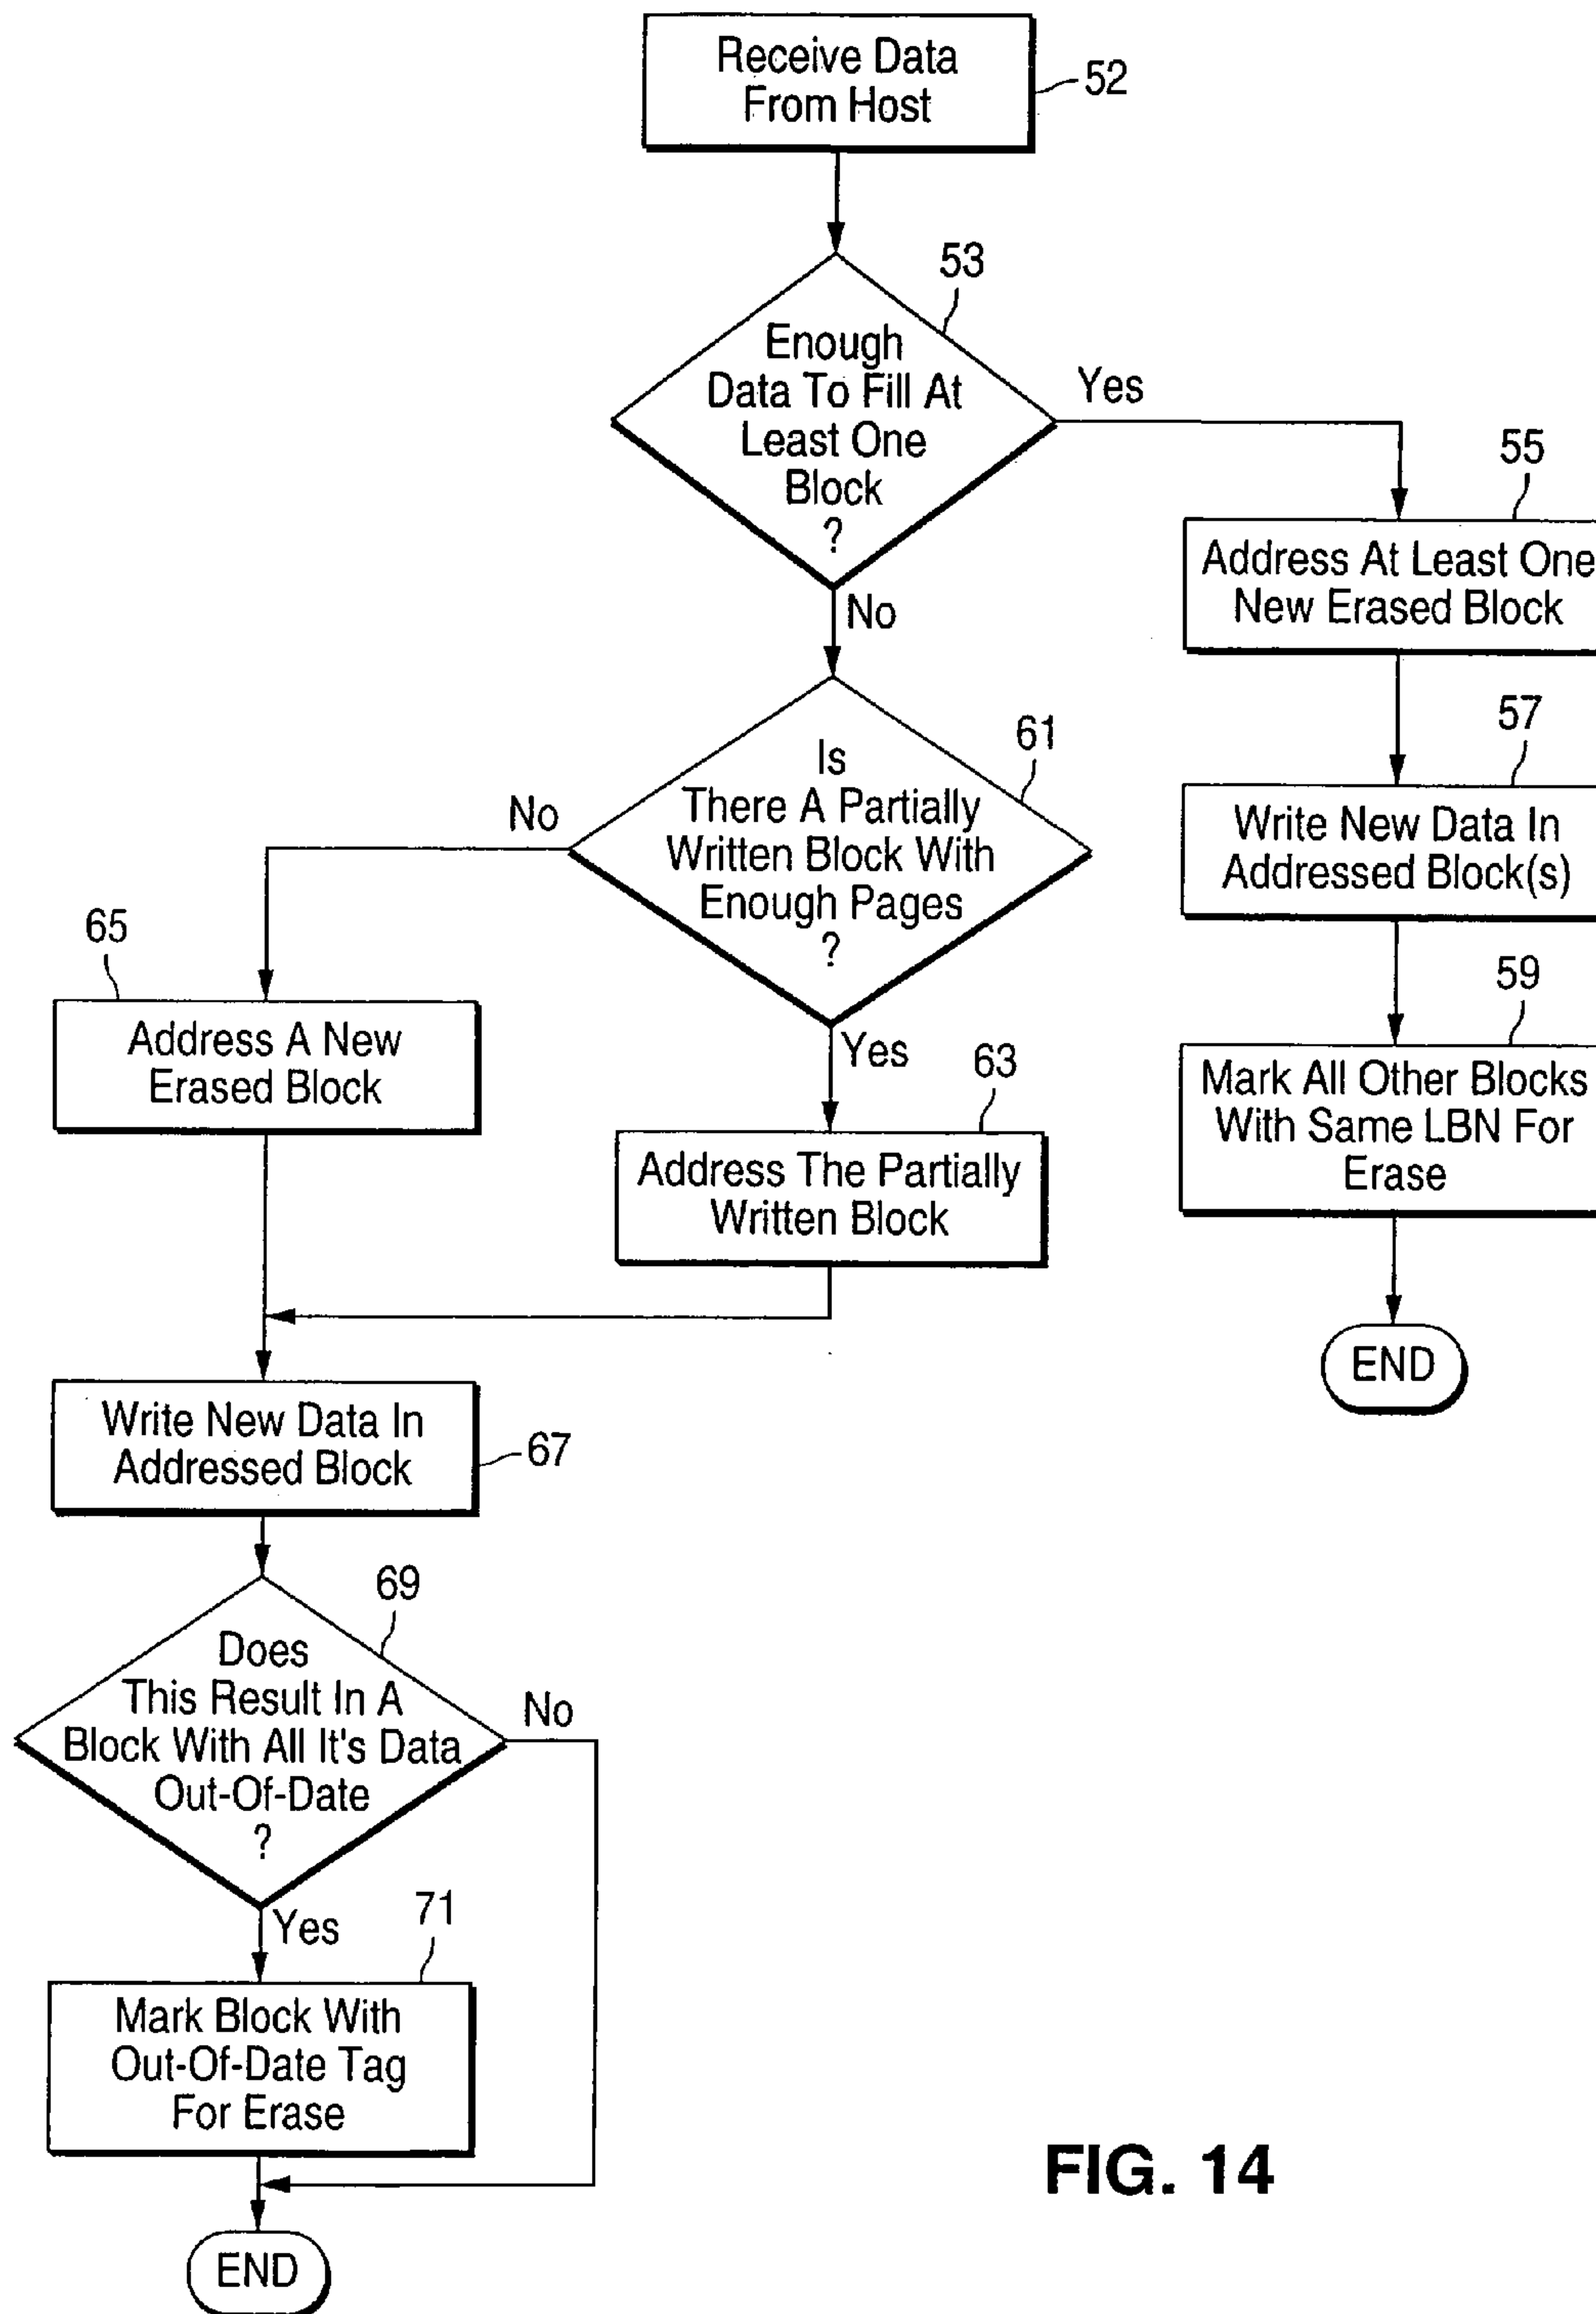 Receive Data
From Host
52
53
Enough
Data To Fill At
Least One
Block
?
Yes
No
55
Address At Least One
New Erased Block
57
Write New Data In
Addressed Block(s)
59
Mark All Other Blocks
With Same LBN For
Erase
END
61
Is
There A Partially
Written Block With
Enough Pages
?
No
Yes
65
Address A New
Erased Block
63
Address The Partially
Written Block
Write New Data In
Addressed Block
67
69
Does
This Result In A
Block With All It's Data
Out-Of-Date
?
No
Yes
71
Mark Block With
Out-Of-Date Tag
For Erase
END
FIG. 14